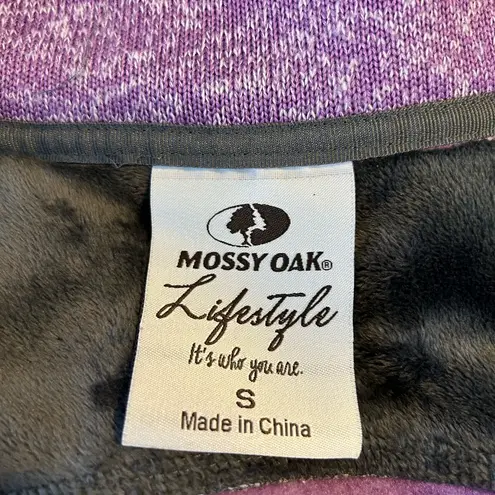 MOSSY OAK®
Lifestyle
It's who you are.
S
Made in China